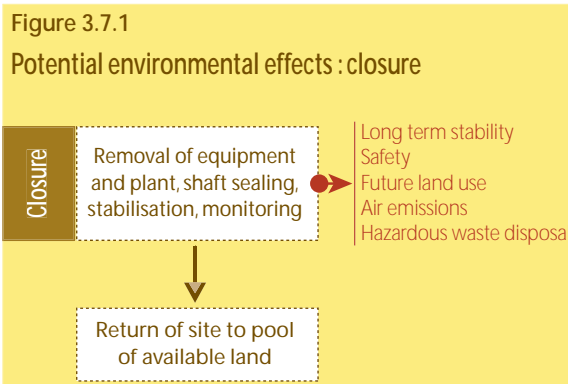 Figure 3.7.1
Potential environmental effects : closure
Closure
Removal of equipment
and plant, shaft sealing,
stabilisation, monitoring
Long term stability
Safety
Future land use
Air emissions
Hazardous waste disposa
Return of site to pool
of available land